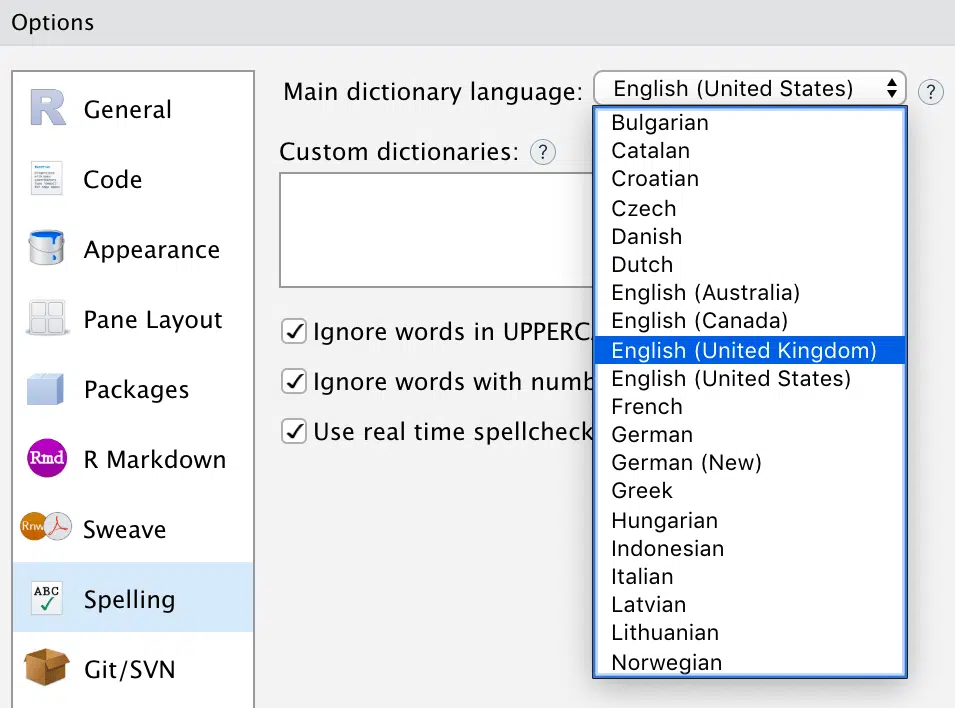 Options
General
Code
Appearance
Pane Layout
Packages
Rmd
R Markdown
Rnw
Sweave
ABC
Spelling
Git/SVN
Main dictionary language:
English (United States)
?
Custom dictionaries:
?
Ignore words in UPPERC
Ignore words with numb
Use real time spellcheck
Bulgarian
Catalan
Croatian
Czech
Danish
Dutch
English (Australia)
English (Canada)
English (United Kingdom)
English (United States)
French
German
German (New)
Greek
Hungarian
Indonesian
Italian
Latvian
Lithuanian
Norwegian